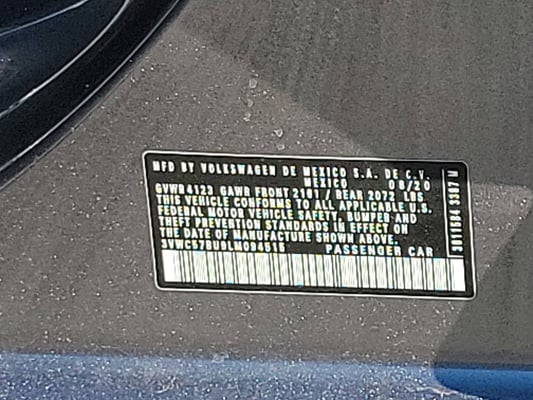 MFD BY VOLKSWAGEN DE MEXICO S.A. DE C.V.
MEXICO 08/20
GVWR 4123 GAWR FRONT 2101 / REAR 2072 LBS
THIS VEHICLE CONFORMS TO ALL APPLICABLE U.S.
FEDERAL MOTOR VEHICLE SAFETY, BUMPER AND
THEFT PREVENTION STANDARDS IN EFFECT ON
THE DATE OF MANUFACTURE SHOWN ABOVE.
PASSENGER CAR